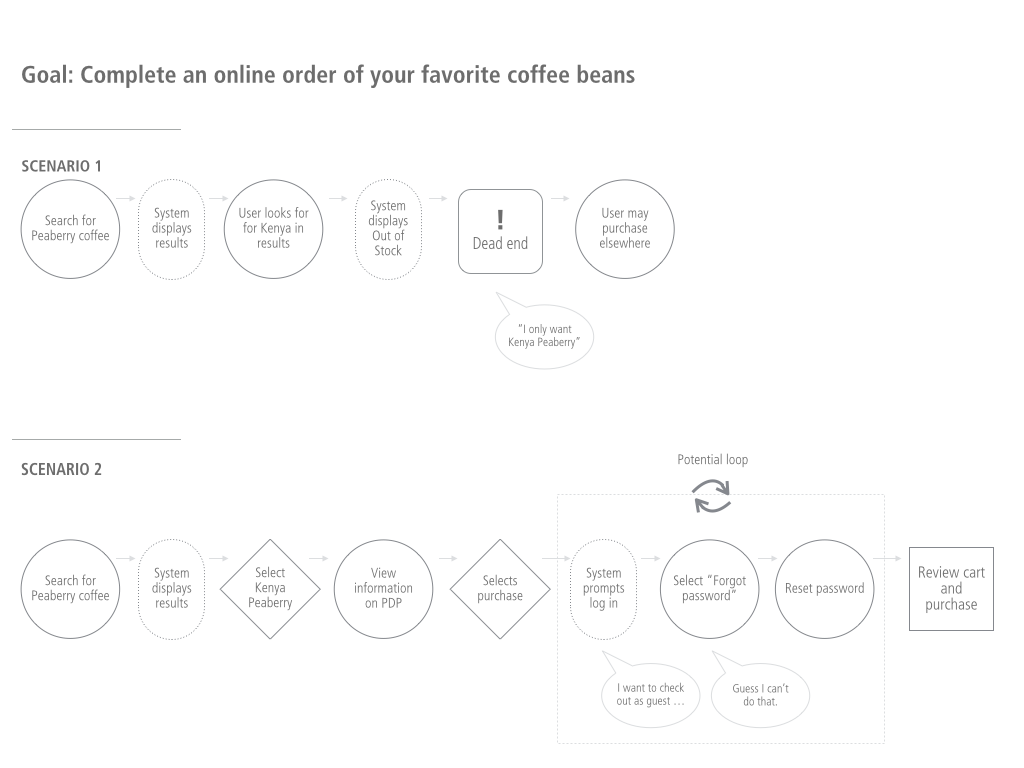 Goal: Complete an online order of your favorite coffee beans
SCENARIO 1
Search for
Peaberry coffee
System
displays
results
User looks for
for Kenya in
results
System
displays
Out of
Stock
!
Dead end
User may
purchase
elsewhere
“I only want
Kenya Peaberry”
SCENARIO 2
Potential loop
Search for
Peaberry coffee
System
displays
results
Select
Kenya
Peaberry
View
information
on PDP
Selects
purchase
System
prompts
log in
Select “Forgot
password”
Reset password
Review cart
and
purchase
I want to check
out as guest …
Guess I can’t
do that.